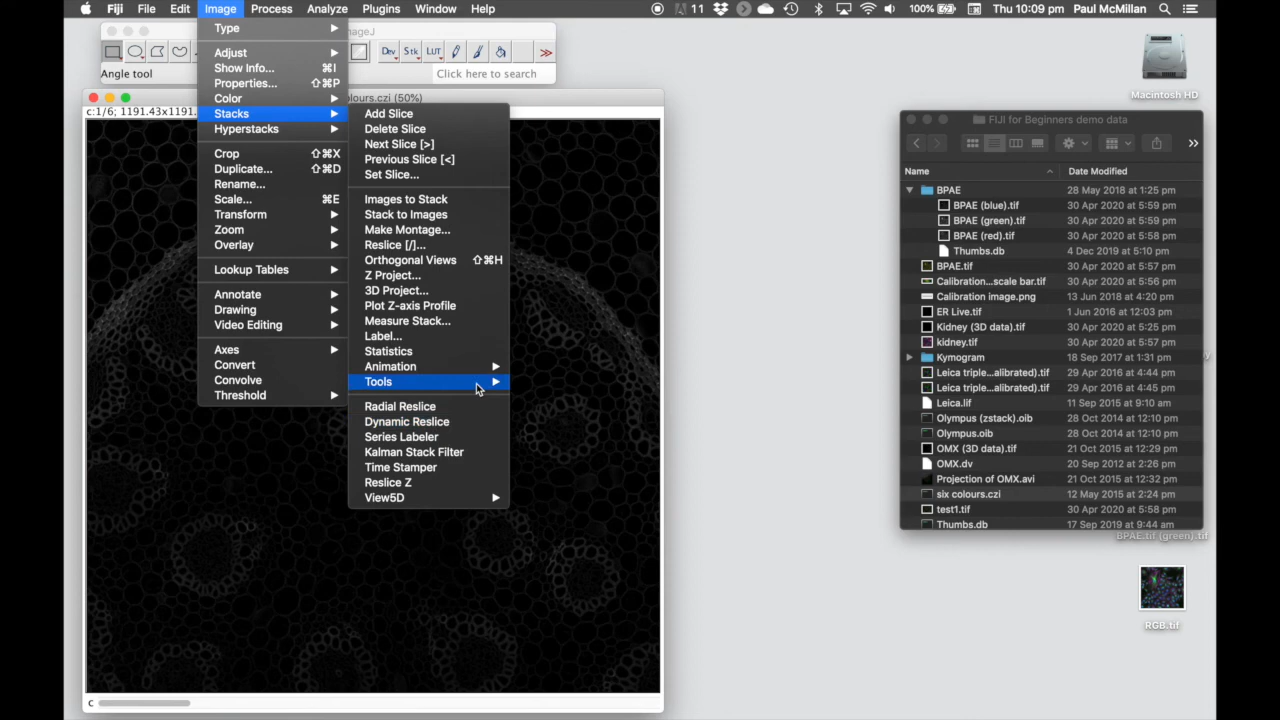 Fiji File Edit Image Process Analyze Plugins Window Help 11 100% Thu 10:09 pm Paul McMillan
ageJ
Dev Stk LUT
Angle tool Click here to search
olours.czi (50%)
c:1/6; 1191.43x1191.
Type
Adjust
Show Info... ⌘I
Properties... ⇧⌘P
Color
Stacks
Hyperstacks
Crop ⇧⌘X
Duplicate... ⇧⌘D
Rename...
Scale... ⌘E
Transform
Zoom
Overlay
Lookup Tables
Annotate
Drawing
Video Editing
Axes
Convert
Convolve
Threshold
Add Slice
Delete Slice
Next Slice [>]
Previous Slice [<]
Set Slice...
Images to Stack
Stack to Images
Make Montage...
Reslice [/]...
Orthogonal Views ⇧⌘H
Z Project...
3D Project...
Plot Z-axis Profile
Measure Stack...
Label...
Statistics
Animation
Tools
Radial Reslice
Dynamic Reslice
Series Labeler
Kalman Stack Filter
Time Stamper
Reslice Z
View5D
c
Macintosh HD
FIJI for Beginners demo data
Name Date Modified
BPAE 28 May 2018 at 1:25 pm
BPAE (blue).tif 30 Apr 2020 at 5:59 pm
BPAE (green).tif 30 Apr 2020 at 5:59 pm
BPAE (red).tif 30 Apr 2020 at 5:58 pm
Thumbs.db 4 Dec 2019 at 5:10 pm
BPAE.tif 30 Apr 2020 at 5:57 pm
Calibration...scale bar.tif 30 Apr 2020 at 5:57 pm
Calibration image.png 13 Jun 2018 at 4:20 pm
ER Live.tif 1 Jun 2016 at 12:03 pm
Kidney (3D data).tif 30 Apr 2020 at 5:25 pm
kidney.tif 30 Apr 2020 at 5:58 pm
Kymogram 18 Sep 2017 at 1:31 pm
Leica triple...alibrated).tif 29 Apr 2016 at 4:44 pm
Leica triple...alibrated).tif 29 Apr 2016 at 4:45 pm
Leica.lif 11 Sep 2015 at 9:10 am
Olympus (zstack).oib 28 Oct 2014 at 12:10 pm
Olympus.oib 28 Oct 2014 at 12:10 pm
OMX (3D data).tif 21 Oct 2015 at 12:29 pm
OMX.dv 20 Sep 2012 at 2:26 pm
Projection of OMX.avi 21 Oct 2015 at 12:32 pm
six colours.czi 12 May 2015 at 2:24 pm
test1.tif 30 Apr 2020 at 5:58 pm
Thumbs.db 17 Sep 2019 at 9:44 am
BPAE.tif (green).tif
RGB.tif